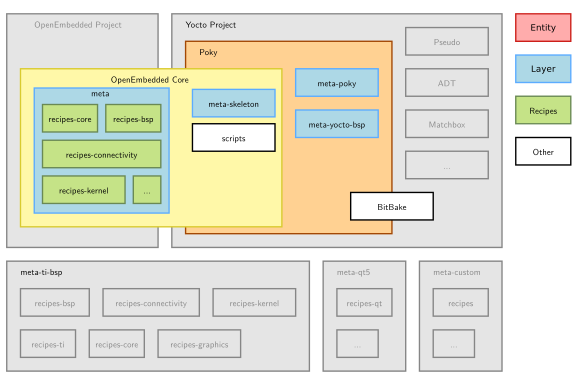 OpenEmbedded Project
Yocto Project
Poky
Pseudo
ADT
Matchbox
...
OpenEmbedded Core
meta
recipes-core
recipes-bsp
recipes-connectivity
recipes-kernel
...
meta-skeleton
scripts
meta-poky
meta-yocto-bsp
BitBake
Entity
Layer
Recipes
Other
meta-ti-bsp
recipes-bsp
recipes-connectivity
recipes-kernel
recipes-ti
recipes-core
recipes-graphics
meta-qt5
recipes-qt
...
meta-custom
recipes
...